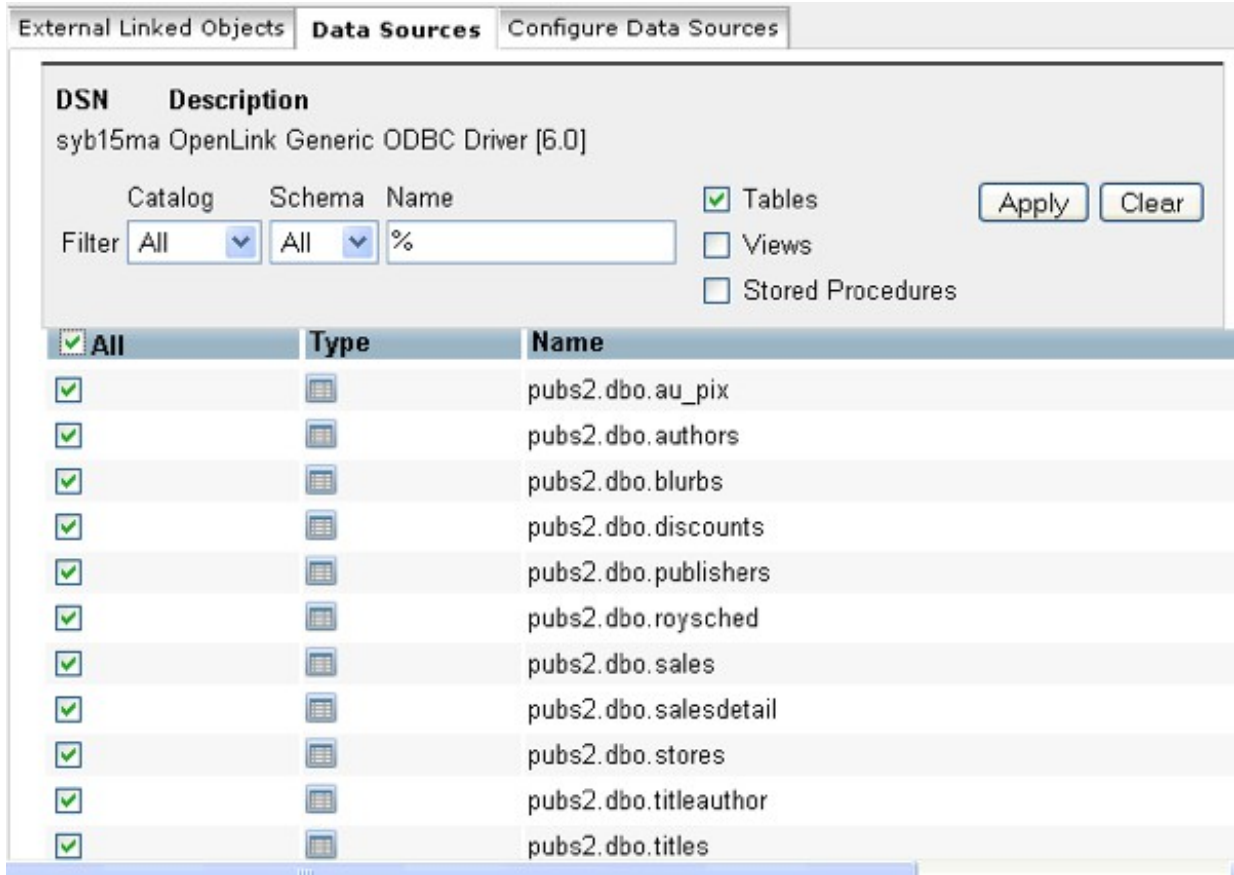 External Linked Objects Data Sources Configure Data Sources
DSN Description
syb15ma OpenLink Generic ODBC Driver [6.0]
Catalog Schema Name
Filter All All %
Tables
Views
Stored Procedures
Apply Clear
All Type Name
pubs2.dbo.au_pix
pubs2.dbo.authors
pubs2.dbo.blurbs
pubs2.dbo.discounts
pubs2.dbo.publishers
pubs2.dbo.roysched
pubs2.dbo.sales
pubs2.dbo.salesdetail
pubs2.dbo.stores
pubs2.dbo.titleauthor
pubs2.dbo.titles